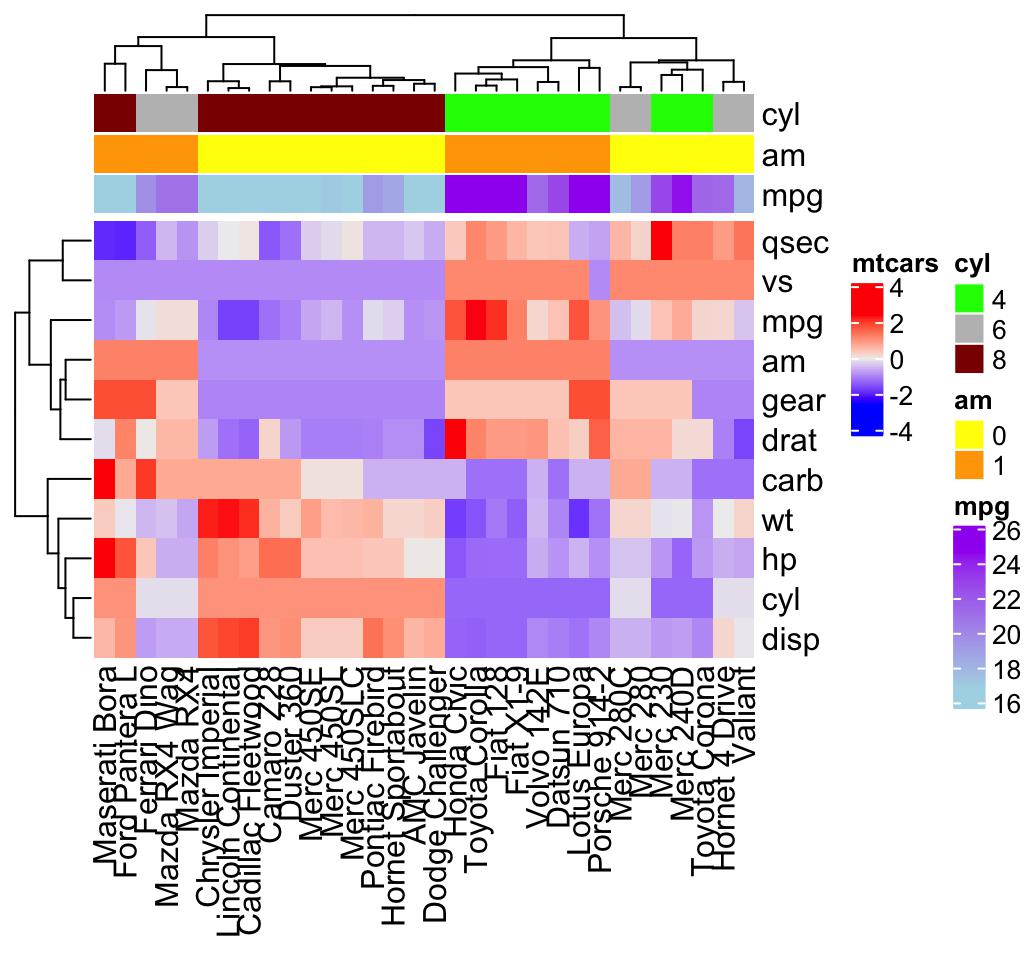 cyl
am
mpg
qsec
vs
mpg
am
gear
drat
carb
wt
hp
cyl
disp
Maserati Bora
Ford Pantera L
Ferrari Dino
Mazda RX4 Wag
Mazda RX4
Chrysler Imperial
Lincoln Continental
Cadillac Fleetwood
Camaro Z28
Duster 360
Merc 450SE
Merc 450SL
Merc 450SLC
Pontiac Firebird
Hornet Sportabout
AMC Javelin
Dodge Challenger
Honda Civic
Toyota Corolla
Fiat 128
Fiat X1-9
Volvo 142E
Datsun 710
Lotus Europa
Porsche 914-2
Merc 280C
Merc 280
Merc 230
Merc 240D
Toyota Corona
Hornet 4 Drive
Valiant
mtcars
4
2
0
-2
-4
cyl
4
6
8
am
0
1
mpg
26
24
22
20
18
16